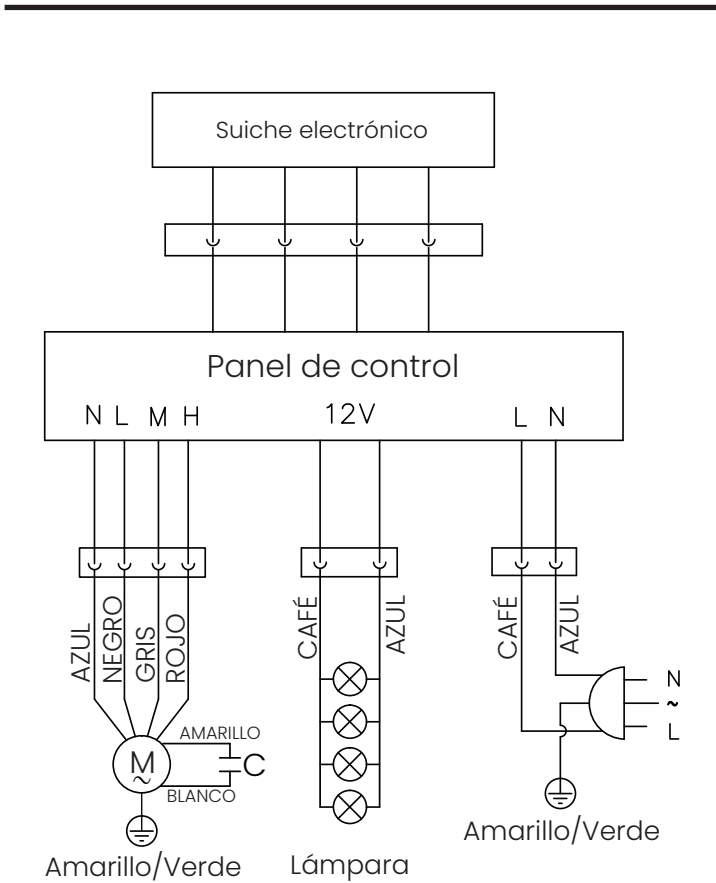 Suiche electrónico
Panel de control
N L M H 12V L N
AZUL NEGRO GRIS ROJO CAFÉ AZUL CAFÉ AZUL
N
~
L
AMARILLO
M
~
C
BLANCO
Amarillo/Verde
Lámpara
Amarillo/Verde